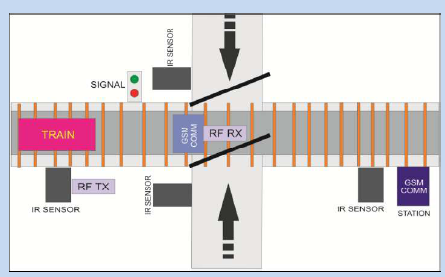 IR SENSOR
SIGNAL
TRAIN
GSM
COMM
RF RX
RF TX
IR SENSOR
IR SENSOR
IR SENSOR
GSM
COMM
STATION